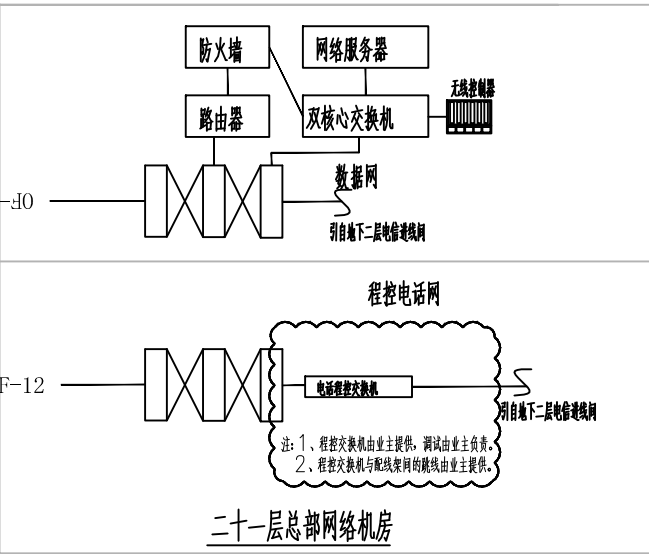 防火墙
网络服务器
无线控制器
路由器
双核心交换机
数据网
引自地下二层电信进线间
程控电话网
F-12
电话程控交换机
引自地下二层电信进线间
注：1、程控交换机由业主提供，调试由业主负责。
2、程控交换机与配线架间的跳线由业主提供。
二十一层总部网络机房